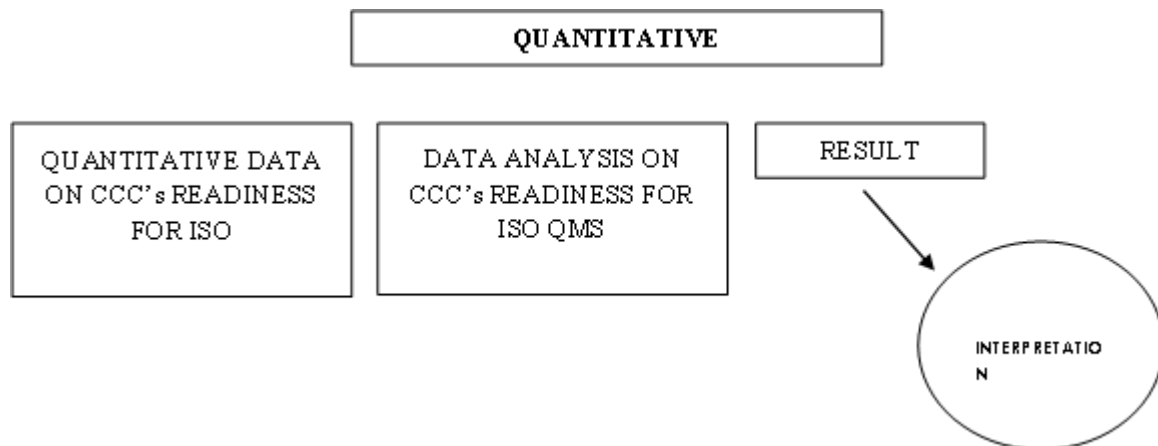 QUANTITATIVE
QUANTITATIVE DATA
ON CCC's READINESS
FOR ISO
DATA ANALYSIS ON
CCC's READINESS FOR
ISO QMS
RESULT
INTERPRETATIO
N